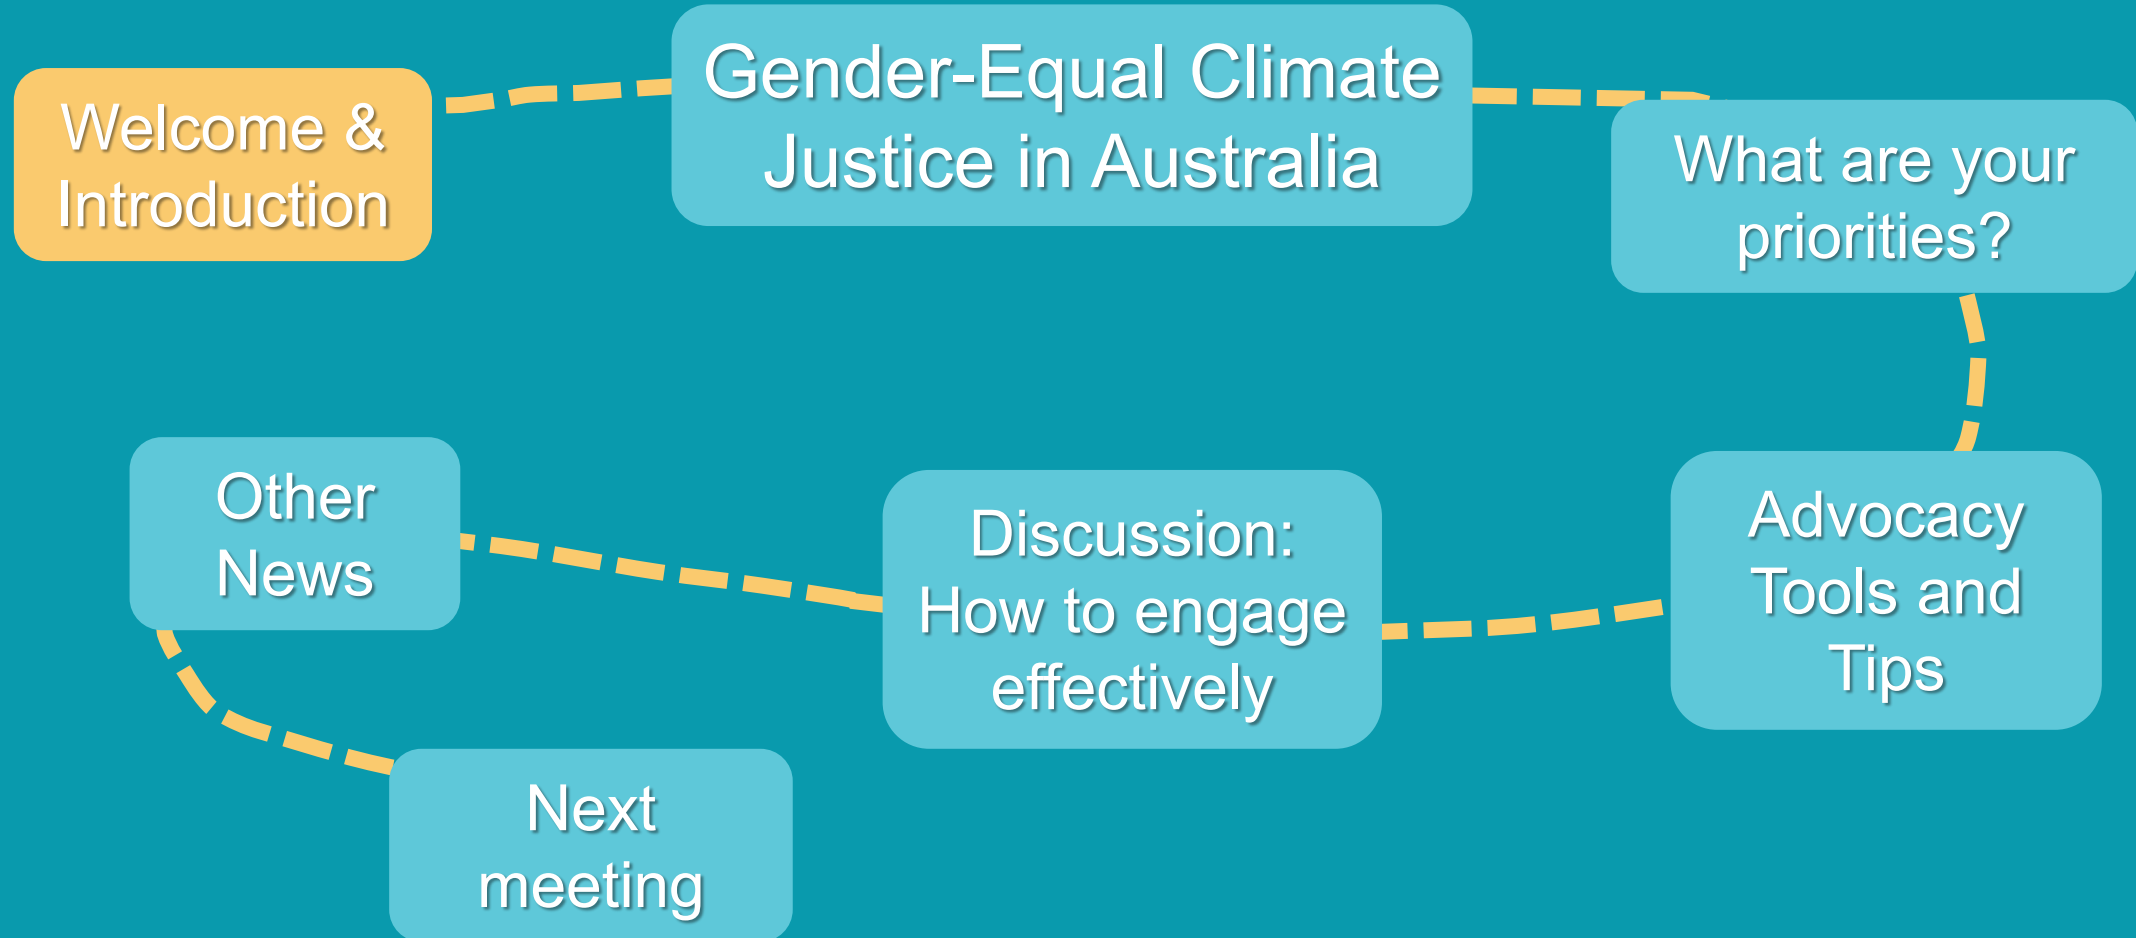 Welcome &
Introduction
Gender-Equal Climate
Justice in Australia
What are your
priorities?
Advocacy
Tools and
Tips
Discussion:
How to engage
effectively
Other
News
Next
meeting